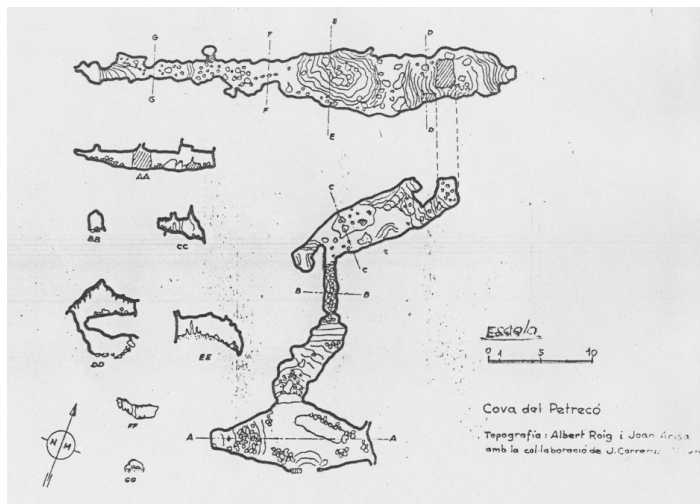 G
F
E
D
G
F
E
D
AA
BB
CC
C
C
B
B
DD
EE
FF
GG
N M
A
A
Escala
0 1 5 10
Cova del Petrecó
Topografia: Albert Roig i Joan
amb la col·laboració de J. Carreras